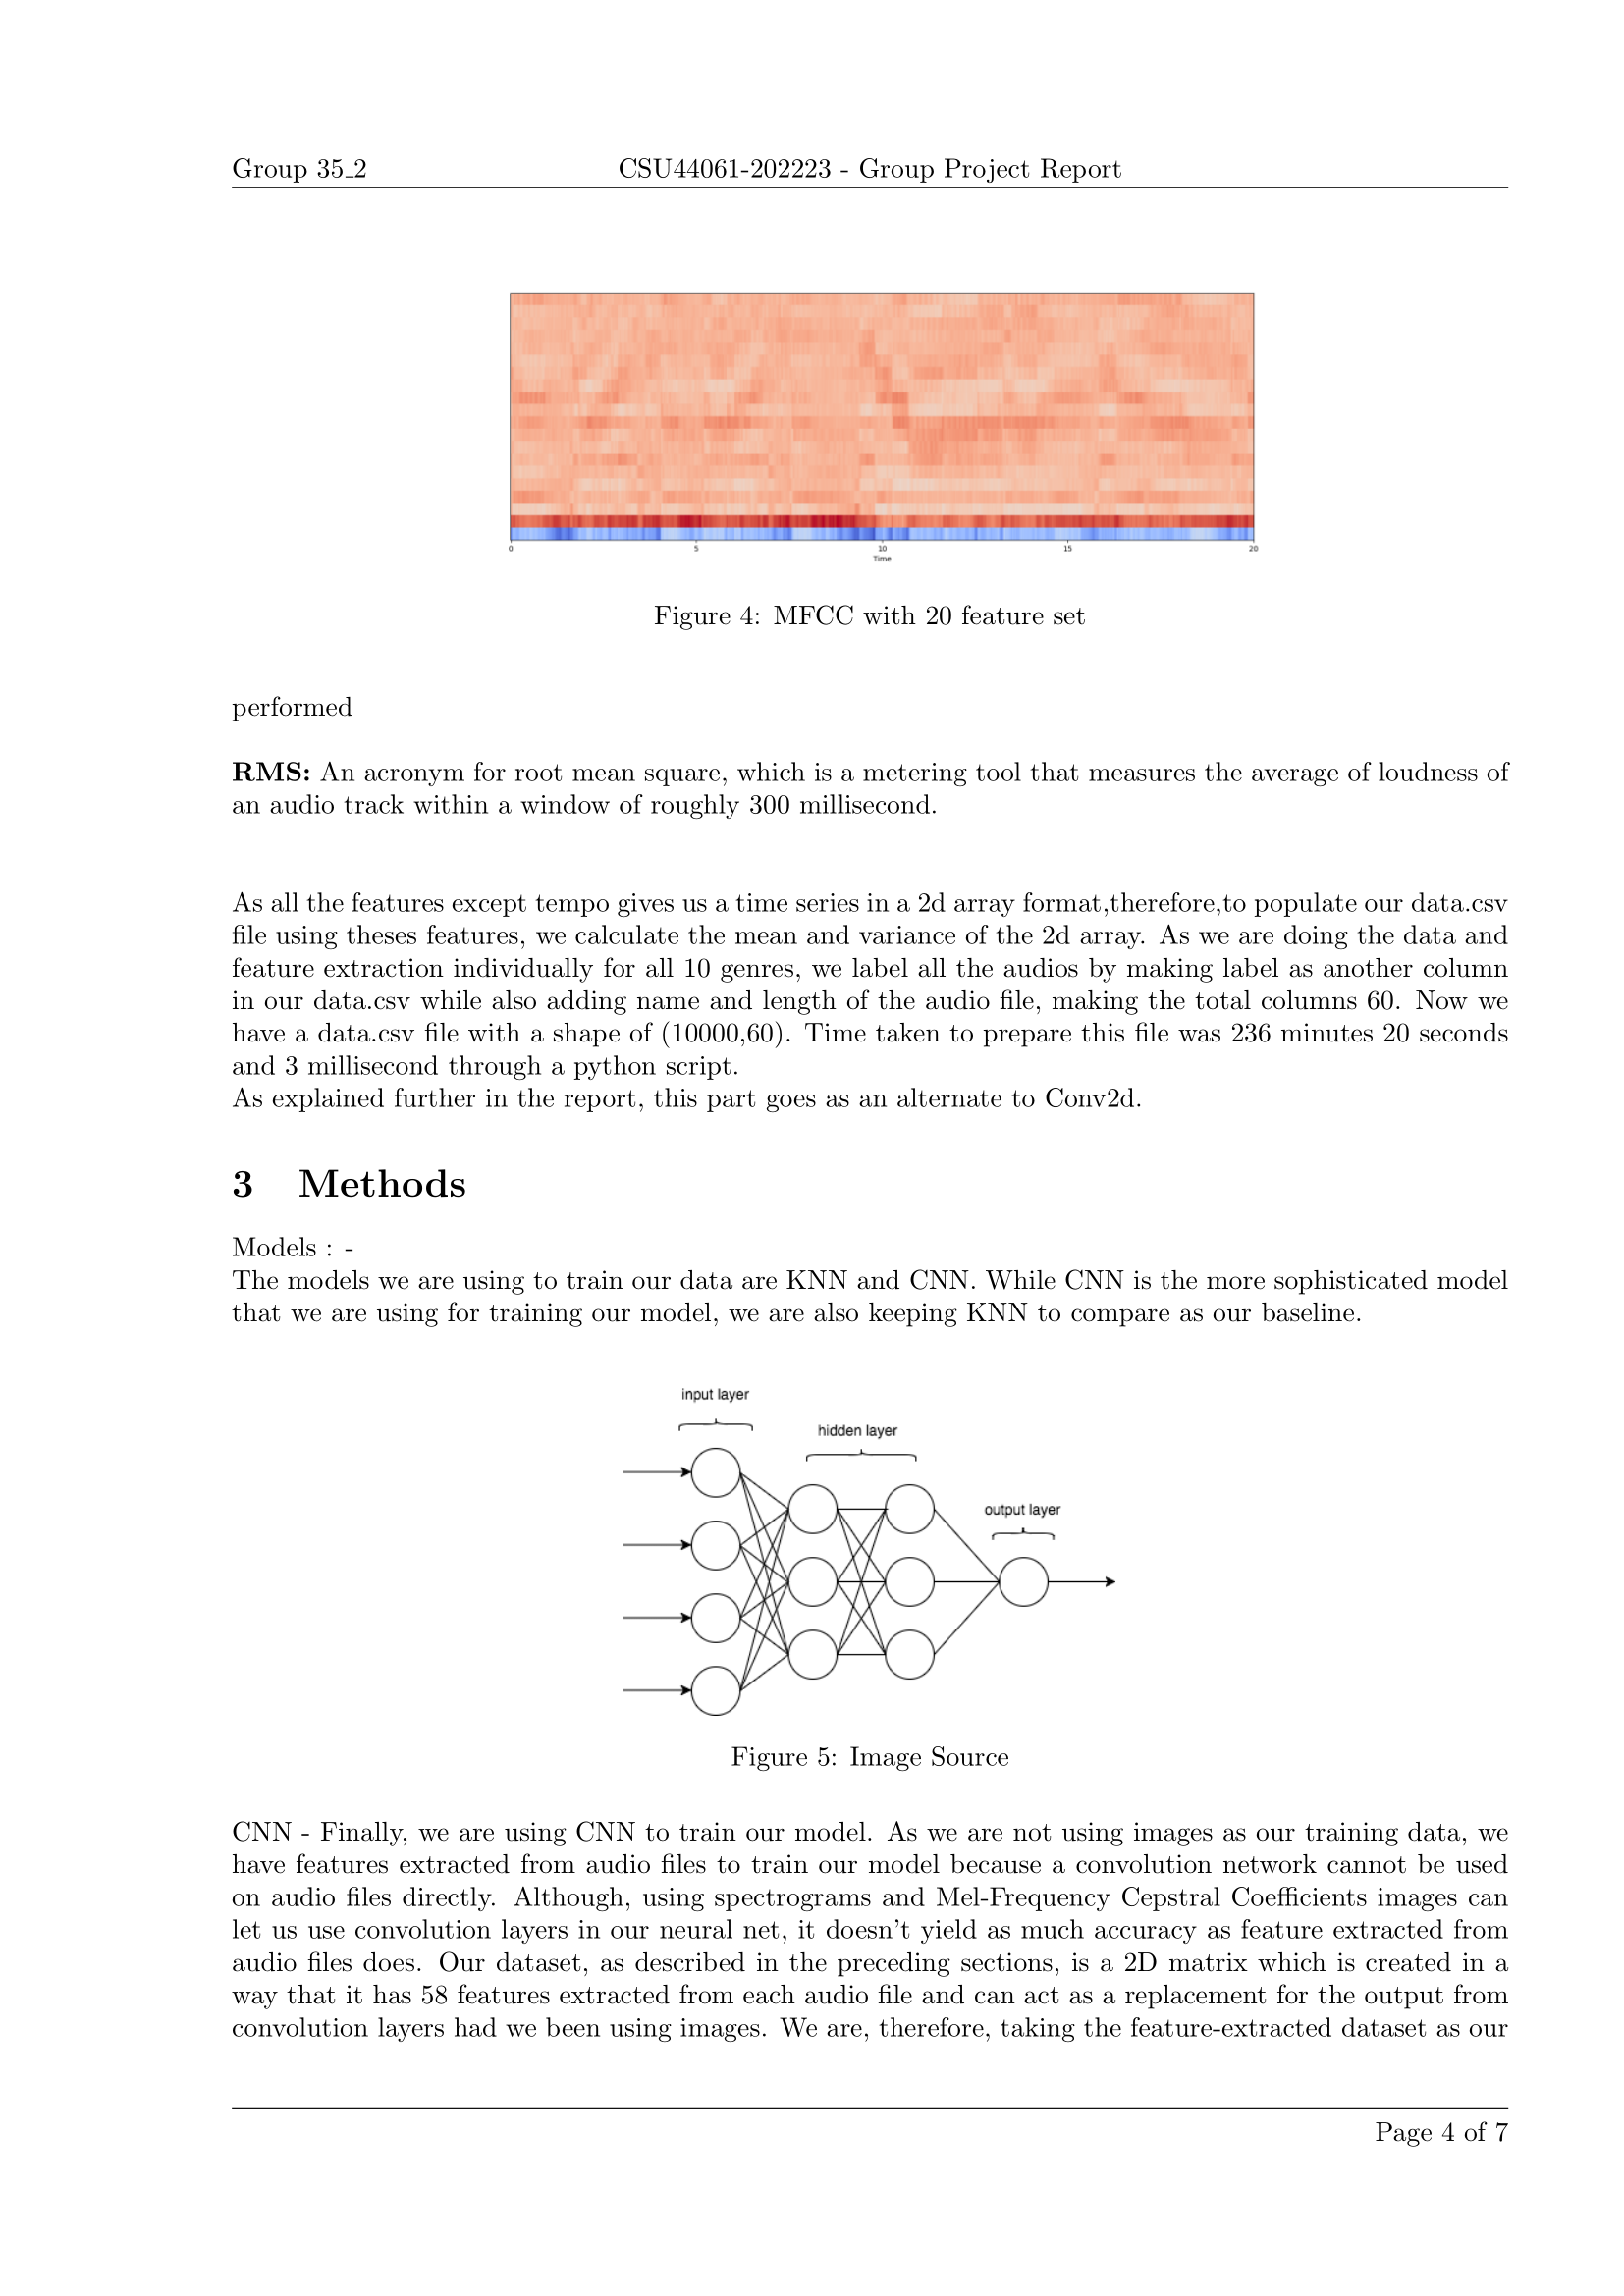 Group 35_2
CSU44061-202223 - Group Project Report
0 5 10 15 20
Time
Figure 4: MFCC with 20 feature set
performed
RMS: An acronym for root mean square, which is a metering tool that measures the average of loudness of
an audio track within a window of roughly 300 millisecond.
As all the features except tempo gives us a time series in a 2d array format,therefore,to populate our data.csv
file using theses features, we calculate the mean and variance of the 2d array. As we are doing the data and
feature extraction individually for all 10 genres, we label all the audios by making label as another column
in our data.csv while also adding name and length of the audio file, making the total columns 60. Now we
have a data.csv file with a shape of (10000,60). Time taken to prepare this file was 236 minutes 20 seconds
and 3 millisecond through a python script.
As explained further in the report, this part goes as an alternate to Conv2d.
3 Methods
Models : -
The models we are using to train our data are KNN and CNN. While CNN is the more sophisticated model
that we are using for training our model, we are also keeping KNN to compare as our baseline.
input layer
hidden layer
output layer
Figure 5: Image Source
CNN - Finally, we are using CNN to train our model. As we are not using images as our training data, we
have features extracted from audio files to train our model because a convolution network cannot be used
on audio files directly. Although, using spectrograms and Mel-Frequency Cepstral Coefficients images can
let us use convolution layers in our neural net, it doesn't yield as much accuracy as feature extracted from
audio files does. Our dataset, as described in the preceding sections, is a 2D matrix which is created in a
way that it has 58 features extracted from each audio file and can act as a replacement for the output from
convolution layers had we been using images. We are, therefore, taking the feature-extracted dataset as our
Page 4 of 7